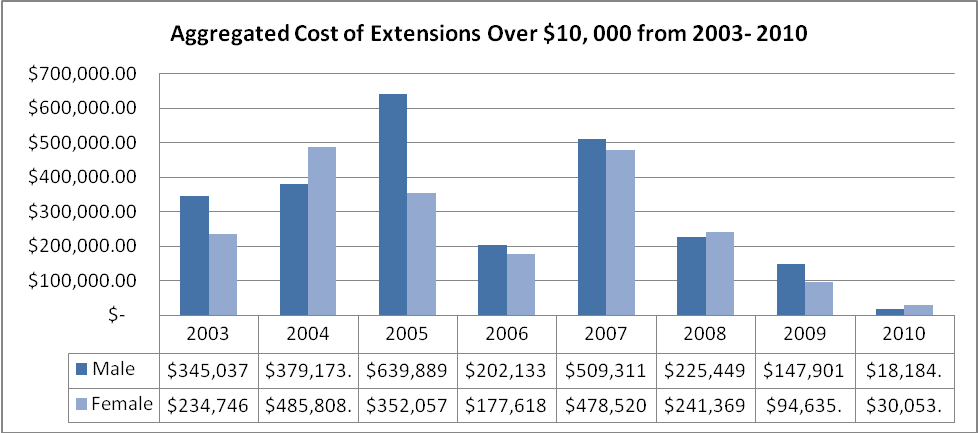 Aggregated Cost of Extensions Over $10, 000 from 2003- 2010
$700,000.00
$600,000.00
$500,000.00
$400,000.00
$300,000.00
$200,000.00
$100,000.00
$-
2003 2004 2005 2006 2007 2008 2009 2010
Male $345,037 $379,173. $639,889 $202,133 $509,311 $225,449 $147,901 $18,184.
Female $234,746 $485,808. $352,057 $177,618 $478,520 $241,369 $94,635. $30,053.